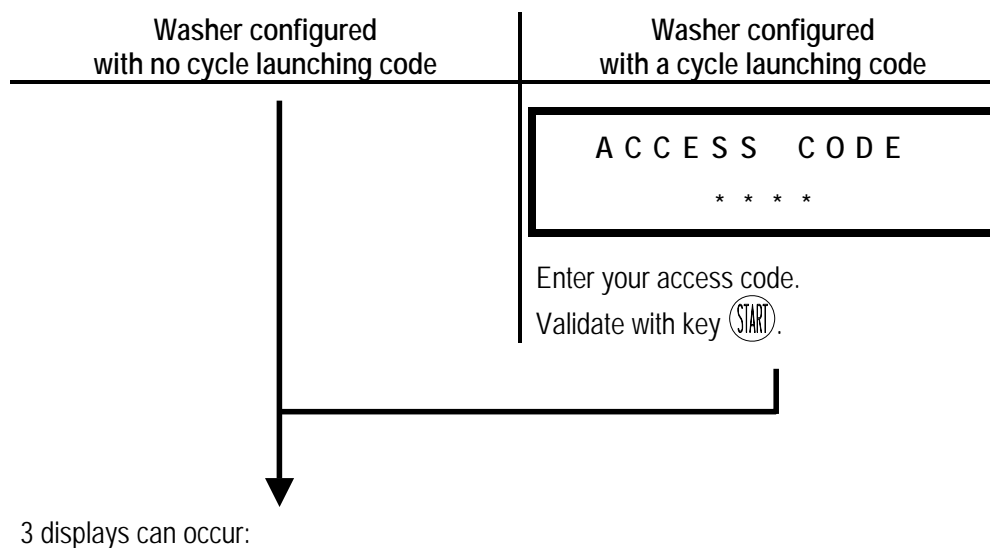 Washer configured
with no cycle launching code
Washer configured
with a cycle launching code
ACCESS CODE
* * * *
Enter your access code.
Validate with key START.
3 displays can occur: